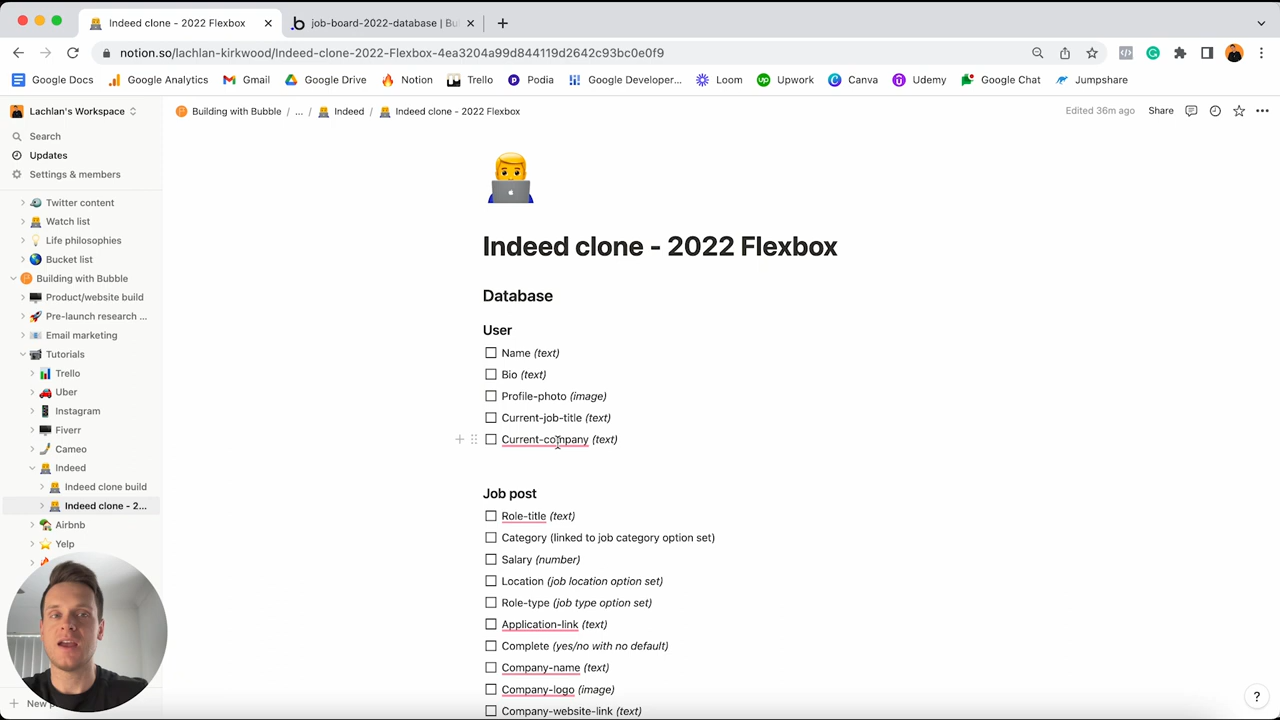 Indeed clone - 2022 Flexbox
job-board-2022-database | Bu
notion.so/lachlan-kirkwood/Indeed-clone-2022-Flexbox-4ea3204a99d844119d2642c93bc0e0f9
Google Docs Google Analytics Gmail Google Drive Notion Trello Podia Google Developer... Loom Upwork Canva Udemy Google Chat Jumpshare
Lachlan's Workspace
Building with Bubble / ... / Indeed / Indeed clone - 2022 Flexbox
Edited 36m ago Share
Search
Updates
Settings & members
Twitter content
Watch list
Life philosophies
Bucket list
Building with Bubble
Product/website build
Pre-launch research ...
Email marketing
Tutorials
Trello
Uber
Instagram
Fiverr
Cameo
Indeed
Indeed clone build
Indeed clone - 2...
Airbnb
Yelp
New
Indeed clone - 2022 Flexbox
Database
User
Name (text)
Bio (text)
Profile-photo (image)
Current-job-title (text)
Current-company (text)
Job post
Role-title (text)
Category (linked to job category option set)
Salary (number)
Location (job location option set)
Role-type (job type option set)
Application-link (text)
Complete (yes/no with no default)
Company-name (text)
Company-logo (image)
Company-website-link (text)
?